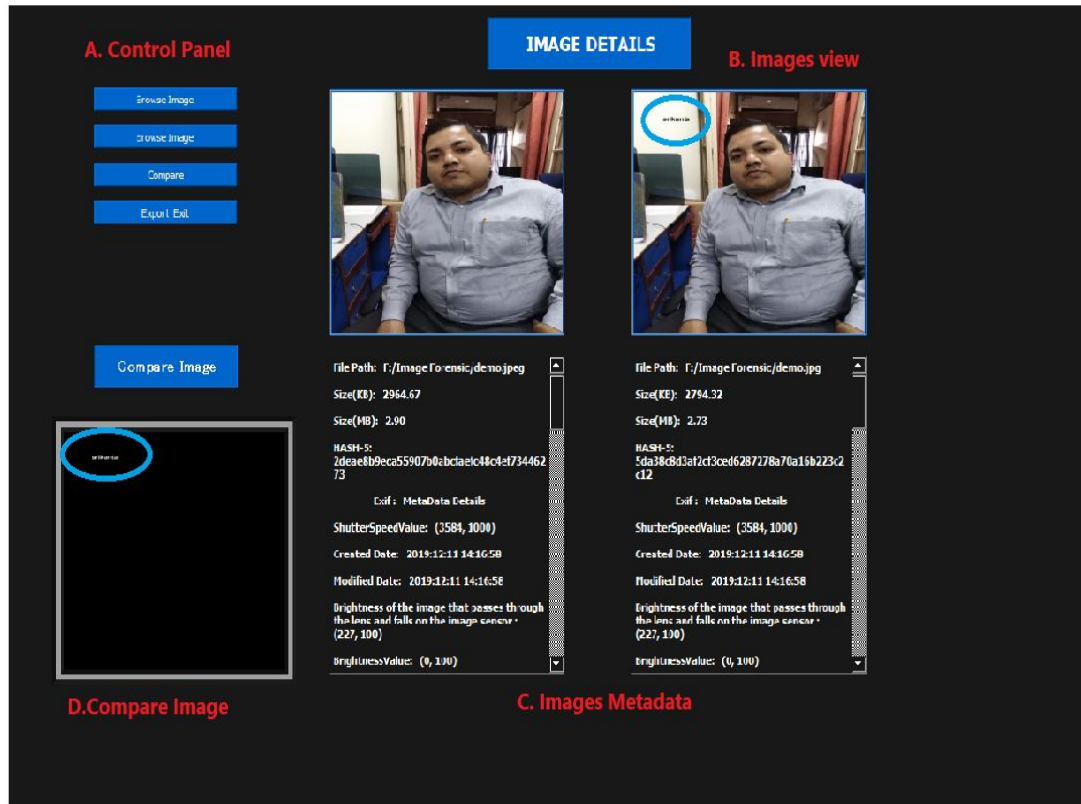 A. Control Panel
IMAGE DETAILS
B. Images view
Browse Image
Browse Image
Compare
Export Exit
Compare Image
File Path: F:/Image Forensic/demo.jpeg
Size(KB): 2964.67
Size(MB): 2.90
HASH-5:
73
Exif : MetaData Details
ShutterSpeedValue: (3584, 1000)
Created Date: 2019:12:11 14:16:58
Modified Date: 2019:12:11 14:16:58
Brightness of the image that passes through
the lens and falls on the image sensor :
(227, 100)
BrightnessValue: (0, 100)
File Path: F:/Image Forensic/demo.jpg
Size(KB): 2794.32
Size(MB): 2.73
HASH-5:
c12
Exif : MetaData Details
ShutterSpeedValue: (3584, 1000)
Created Date: 2019:12:11 14:16:58
Modified Date: 2019:12:11 14:16:58
Brightness of the image that passes through
the lens and falls on the image sensor :
(227, 100)
BrightnessValue: (0, 100)
D.Compare Image
C. Images Metadata